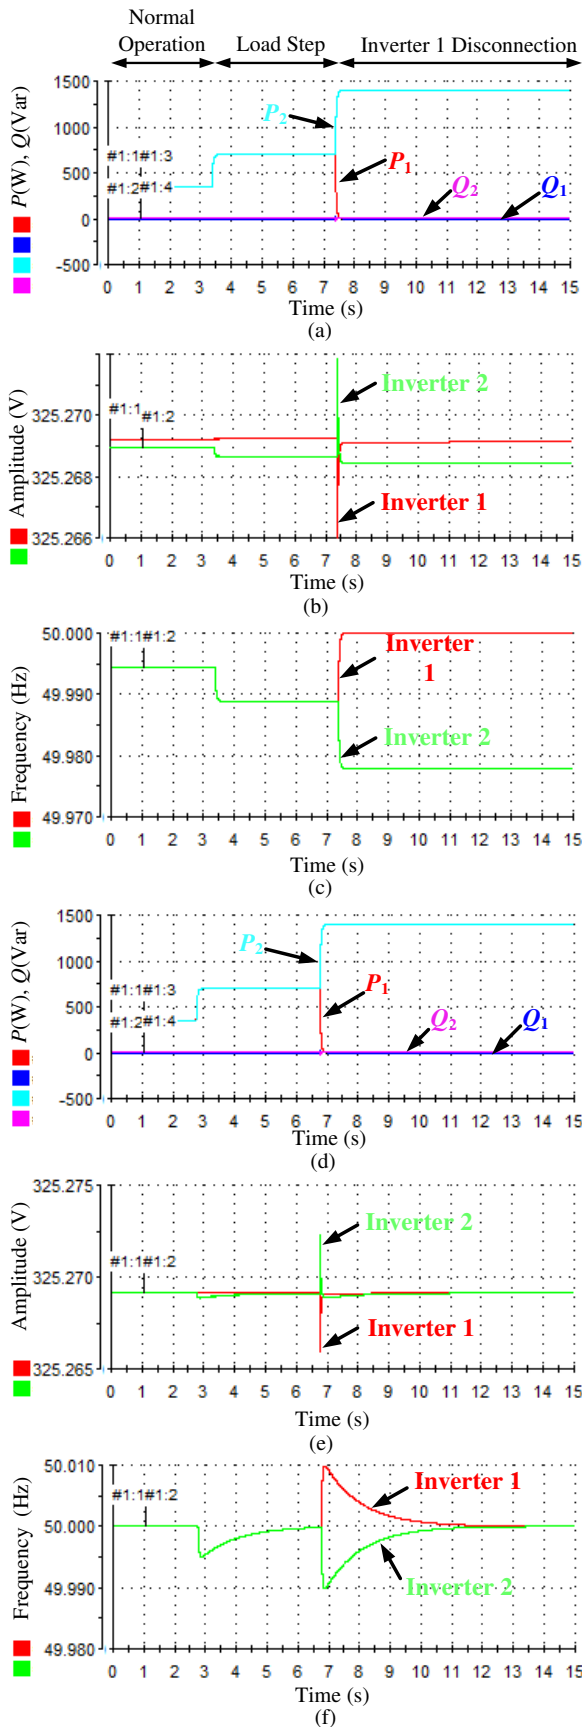 Normal
Operation Load Step Inverter 1 Disconnection
P(W), Q(Var)
1500
1000
500
0
-500
#1:1#1:3
#1:2 #1:4
P2
P1
Q2 Q1
0 1 2 3 4 5 6 7 8 9 10 11 12 13 14 15
Time (s)
(a)
Amplitude (V)
325.270
325.268
325.266
#1:1
#1:2
Inverter 2
Inverter 1
0 1 2 3 4 5 6 7 8 9 10 11 12 13 14 15
Time (s)
(b)
Frequency (Hz)
50.000
49.990
49.980
49.970
#1:1#1:2
Inverter
1
Inverter 2
0 1 2 3 4 5 6 7 8 9 10 11 12 13 14 15
Time (s)
(c)
P(W), Q(Var)
1500
1000
500
0
-500
#1:1#1:3
#1:2#1:4
P2
P1
Q2 Q1
0 1 2 3 4 5 6 7 8 9 10 11 12 13 14 15
Time (s)
(d)
Amplitude (V)
325.275
325.270
325.265
#1:1#1:2
Inverter 2
Inverter 1
0 1 2 3 4 5 6 7 8 9 10 11 12 13 14 15
Time (s)
(e)
Frequency (Hz)
50.010
50.000
49.990
49.980
#1:1#1:2
Inverter 1
Inverter 2
0 1 2 3 4 5 6 7 8 9 10 11 12 13 14 15
Time (s)
(f)